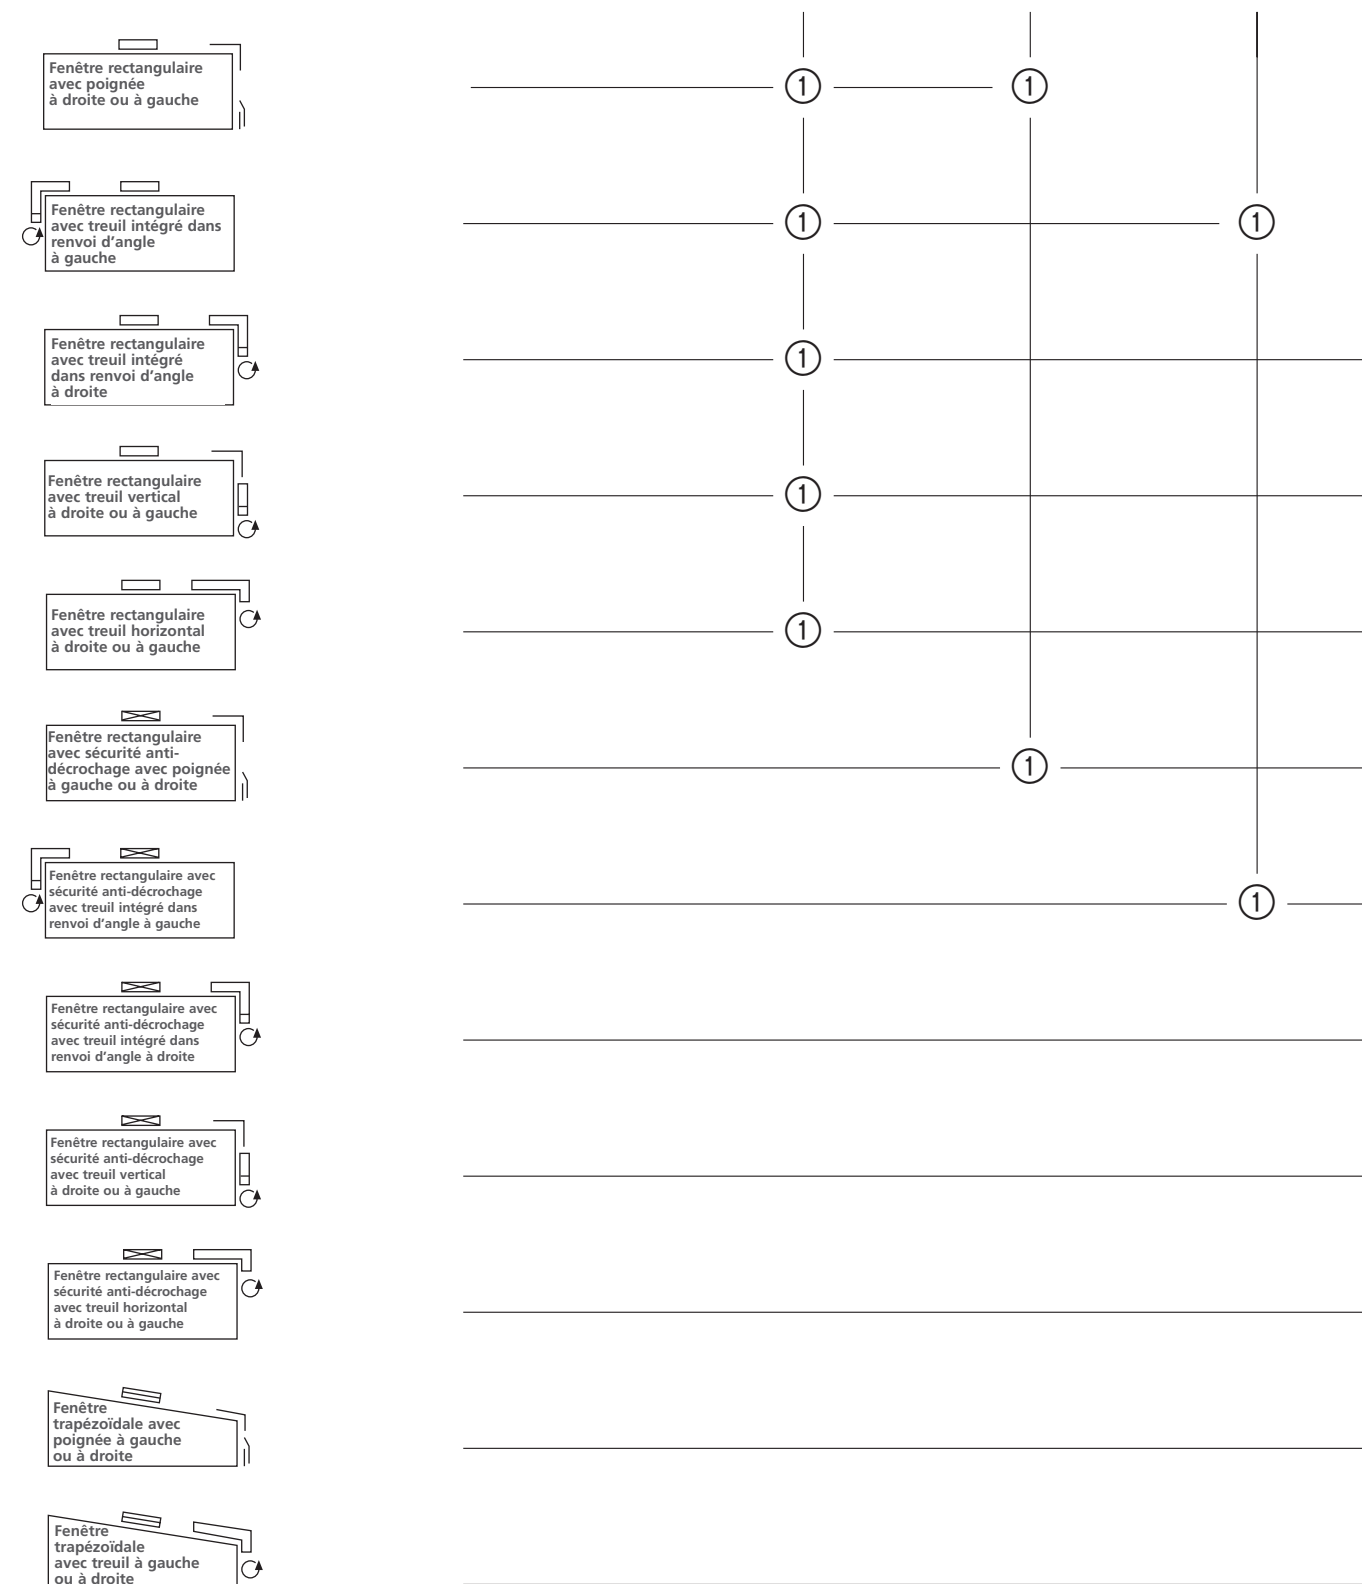 Fenêtre rectangulaire
avec poignée
à droite ou à gauche
1 1
Fenêtre rectangulaire
avec treuil intégré dans
renvoi d’angle
à gauche
1 1
Fenêtre rectangulaire
avec treuil intégré
dans renvoi d’angle
à droite
1
Fenêtre rectangulaire
avec treuil vertical
à droite ou à gauche
1
Fenêtre rectangulaire
avec treuil horizontal
à droite ou à gauche
1
Fenêtre rectangulaire
avec sécurité anti-
décrochage avec poignée
à gauche ou à droite
1
Fenêtre rectangulaire avec
sécurité anti-décrochage
avec treuil intégré dans
renvoi d’angle à gauche
1
Fenêtre rectangulaire avec
sécurité anti-décrochage
avec treuil intégré dans
renvoi d’angle à droite
Fenêtre rectangulaire avec
sécurité anti-décrochage
avec treuil vertical
à droite ou à gauche
Fenêtre rectangulaire avec
sécurité anti-décrochage
avec treuil horizontal
à droite ou à gauche
Fenêtre
trapézoïdale avec
poignée à gauche
ou à droite
Fenêtre
trapézoïdale
avec treuil à gauche
ou à droite